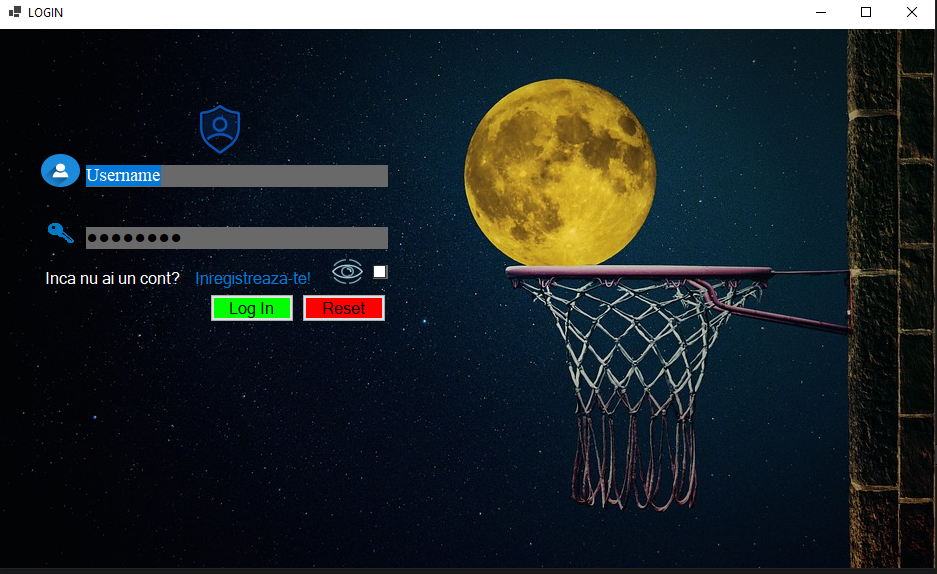 LOGIN
Username
●●●●●●●●
Inca nu ai un cont? Inregistreaza-te!
Log In Reset